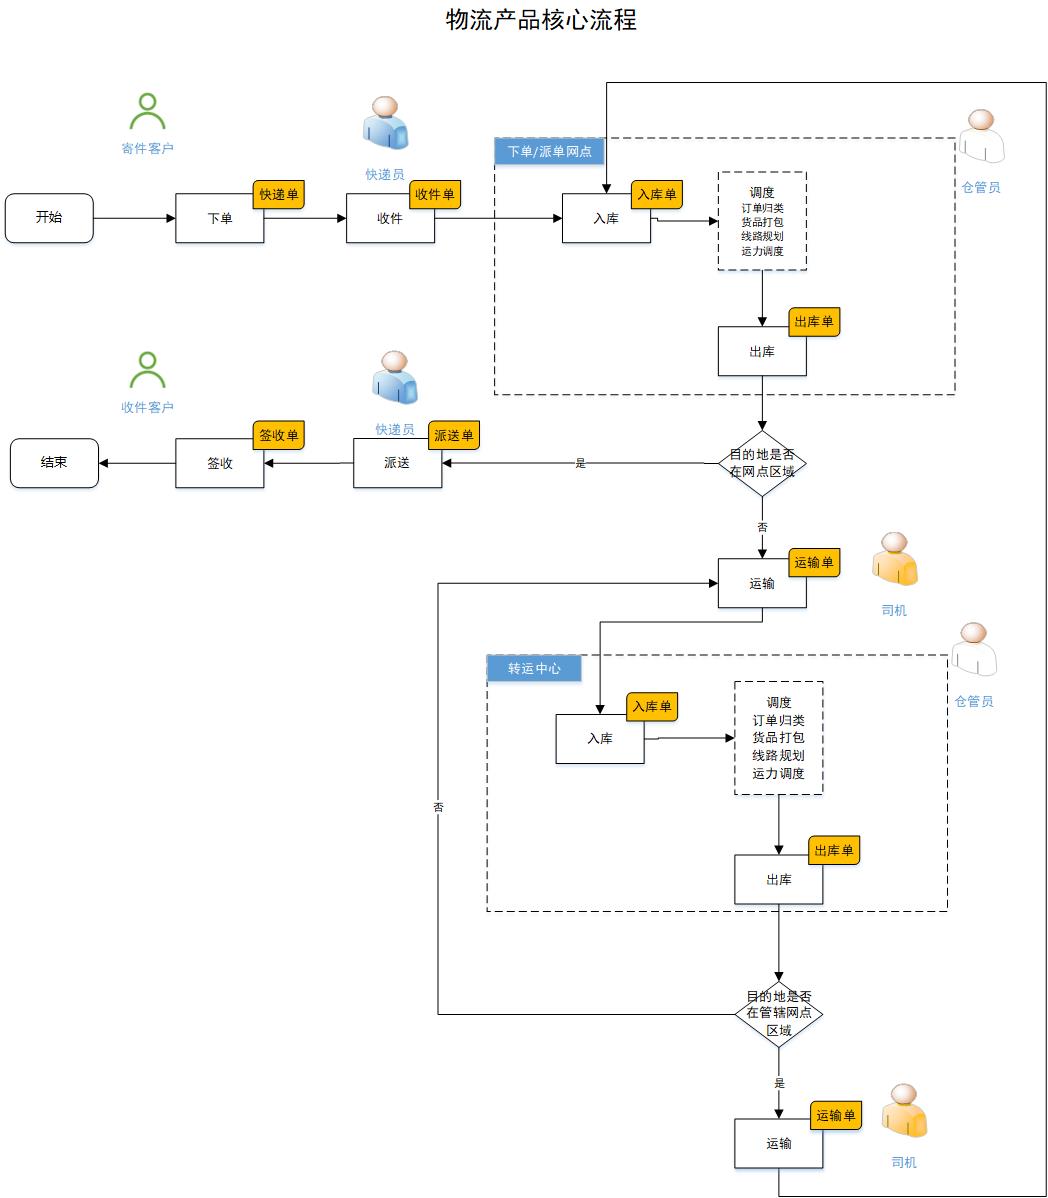 物流产品核心流程
寄件客户
快递员
仓管员
下单/派单网点
开始
下单
快递单
收件
收件单
入库
入库单
调度
订单归类
货品打包
线路规划
运力调度
出库单
出库
收件客户
快递员
结束
签收
签收单
派送
派送单
是
目的地是否
在网点区域
否
运输
运输单
司机
仓管员
转运中心
入库
入库单
调度
订单归类
货品打包
线路规划
运力调度
否
出库单
出库
目的地是否
在管辖网点
区域
是
运输
运输单
司机